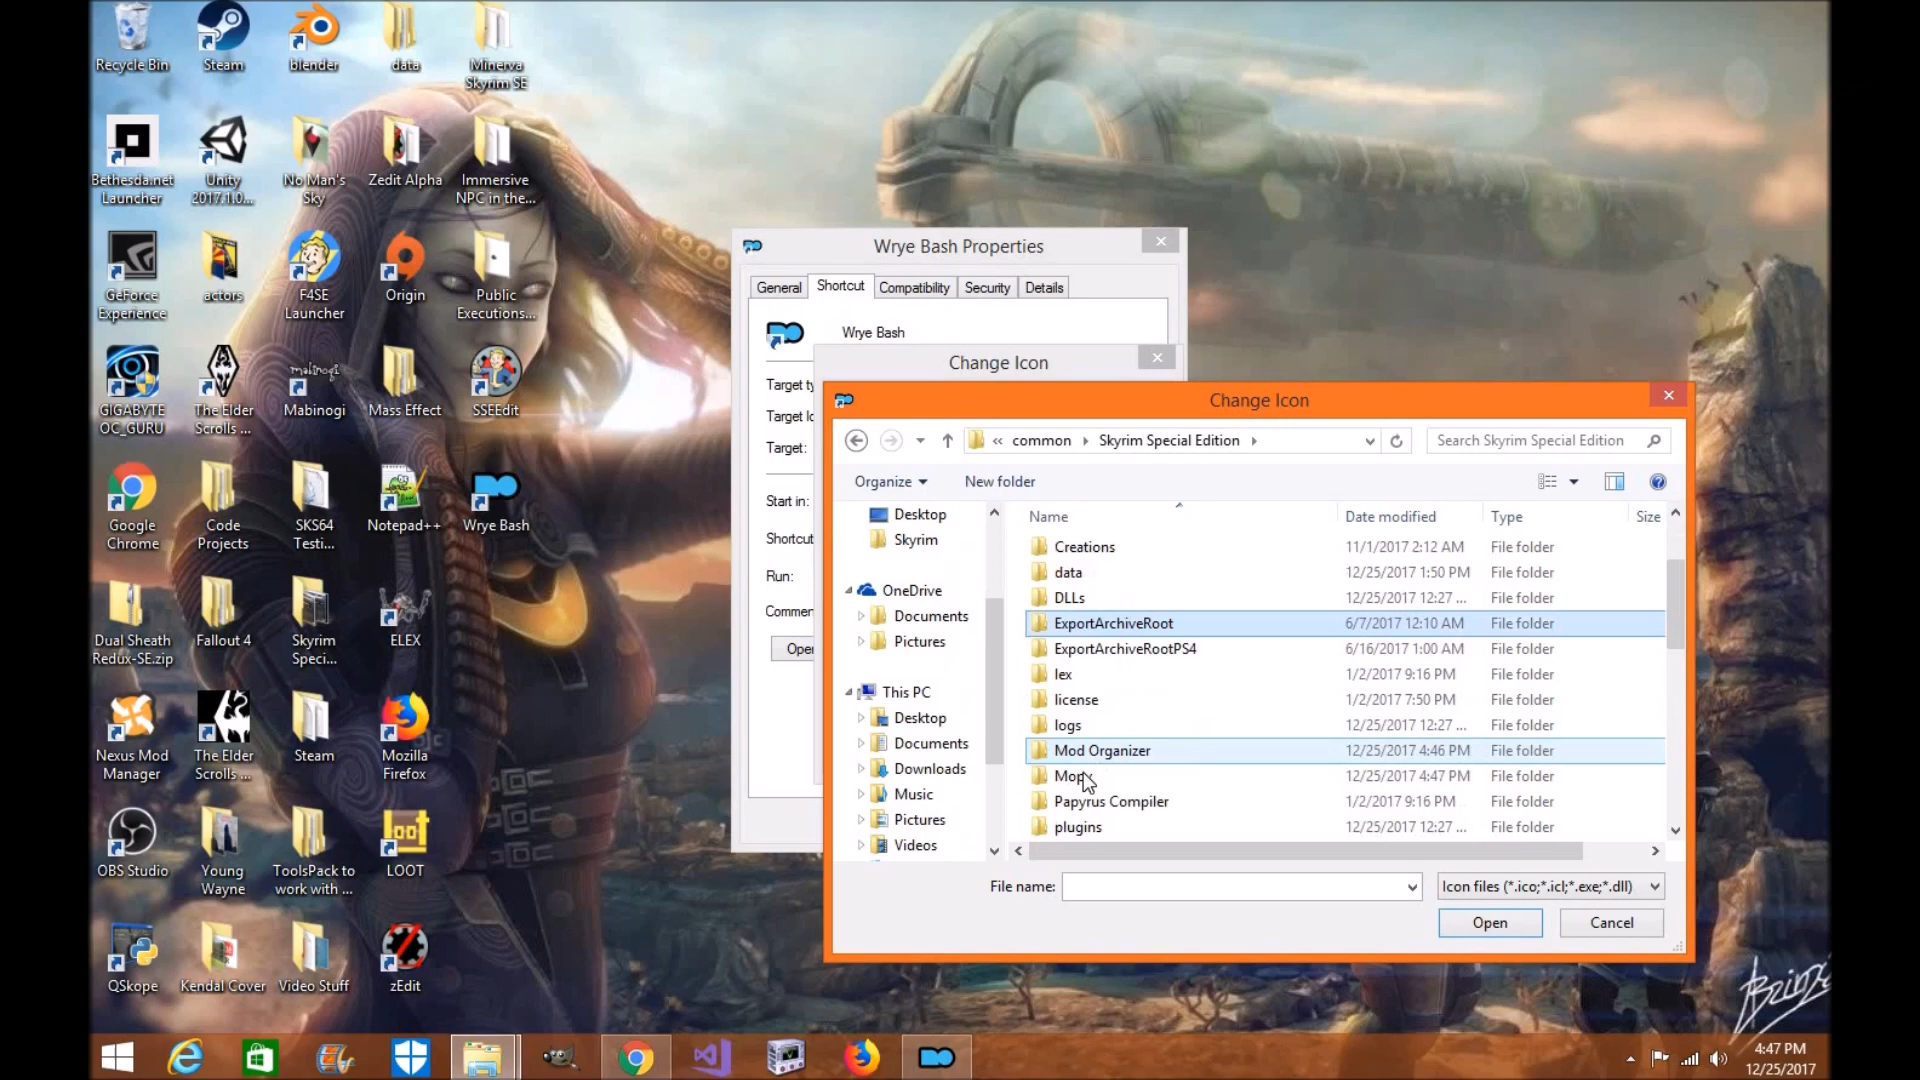 Recycle Bin
Steam
blender
data
Minerva
Skyrim SE
Bethesda.net
Launcher
Unity
2017.1.0...
No Man's
Sky
Zedit Alpha
Immersive
NPC in the...
GeForce
Experience
actors
F4SE
Launcher
Origin
Public
Executions...
GIGABYTE
OC_GURU
The Elder
Scrolls ...
mabinogi
Mabinogi
Mass Effect
SSEEdit
Google
Chrome
Code
Projects
SKS64
Testi...
Notepad++
Wrye Bash
Dual Sheath
Redux-SE.zip
Fallout 4
Skyrim
Speci...
ELEX
Nexus Mod
Manager
The Elder
Scrolls ...
Steam
Mozilla
Firefox
OBS Studio
Young
Wayne
ToolsPack to
work with ...
loot
LOOT
QSkope
Kendal Cover
Video Stuff
zEdit
Wrye Bash Properties
General
Shortcut
Compatibility
Security
Details
Wrye Bash
Target ty
Target lo
Target:
Start in:
Shortcut
Run:
Commen
Open
Change Icon
Change Icon
« common
Skyrim Special Edition
Search Skyrim Special Edition
Organize
New folder
Name
Date modified
Type
Size
Desktop
Skyrim
OneDrive
Documents
Pictures
This PC
Desktop
Documents
Downloads
Music
Pictures
Videos
Creations 11/1/2017 2:12 AM File folder
data 12/25/2017 1:50 PM File folder
DLLs 12/25/2017 12:27 ... File folder
ExportArchiveRoot 6/7/2017 12:10 AM File folder
ExportArchiveRootPS4 6/16/2017 1:00 AM File folder
lex 1/2/2017 9:16 PM File folder
license 1/2/2017 7:50 PM File folder
logs 12/25/2017 12:27 ... File folder
Mod Organizer 12/25/2017 4:46 PM File folder
Mopy 12/25/2017 4:47 PM File folder
Papyrus Compiler 1/2/2017 9:16 PM File folder
plugins 12/25/2017 12:27 ... File folder
File name:
Icon files (*.ico;*.icl;*.exe;*.dll)
Open
Cancel
4:47 PM
12/25/2017